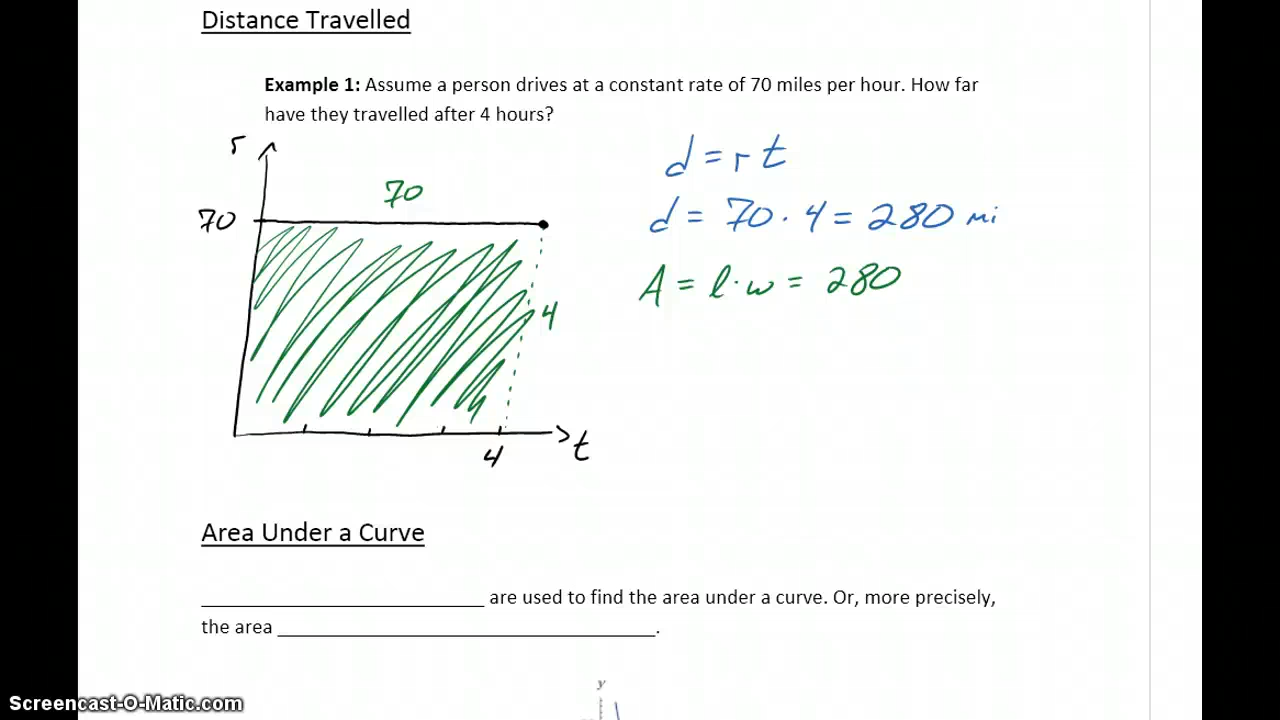 Distance Travelled
Example 1: Assume a person drives at a constant rate of 70 miles per hour. How far
have they travelled after 4 hours?
r
70
70
4
4
t
d = r t
d = 70 · 4 = 280 mi
A = l · w = 280
Area Under a Curve
______________________________ are used to find the area under a curve. Or, more precisely,
the area ________________________________________.
y
Screencast-O-Matic.com